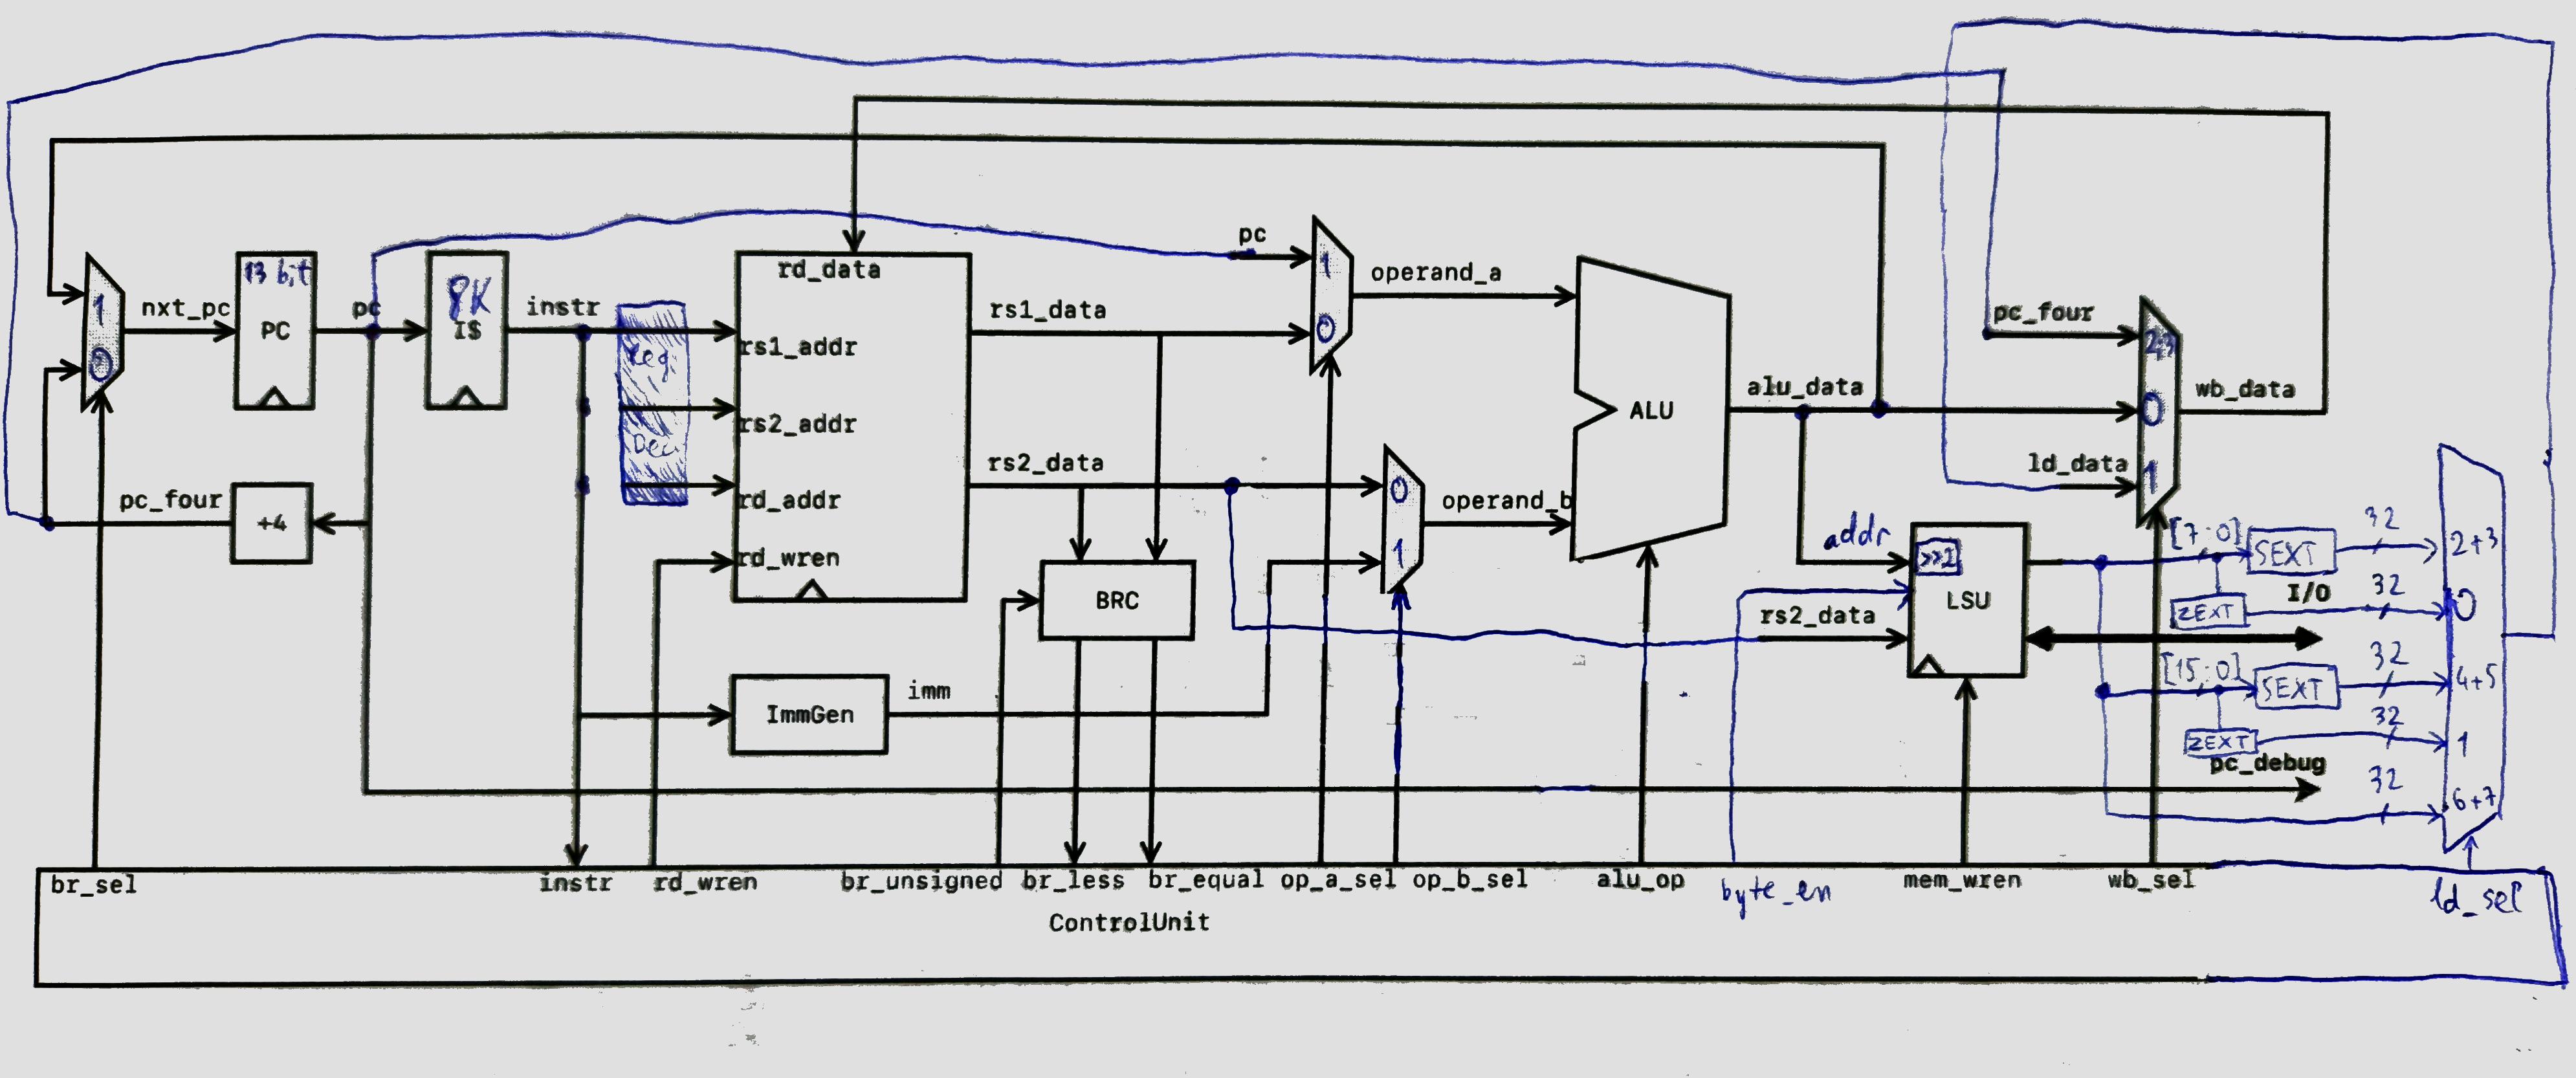 pc
1
operand_a
rd_data
13 bit
PC
8K
I$
nxt_pc
pc
instr
1
0
Reg
Dec
rs1_addr
rs2_addr
rd_addr
rd_wren
rs1_data
0
rs2_data
0
1
operand_b
ALU
alu_data
pc_four
2,3
0
1
wb_data
ld_data
pc_four
+4
BRC
ImmGen
imm
addr
>>2
LSU
rs2_data
[7:0]
SEXT
32
2+3
ZEXT
I/O
32
0
[15:0]
SEXT
32
4+5
ZEXT
32
1
pc_debug
32
6+7
br_sel
instr
rd_wren
br_unsigned
br_less
br_equal
op_a_sel
op_b_sel
alu_op
byte_en
mem_wren
wb_sel
ld_sel
ControlUnit